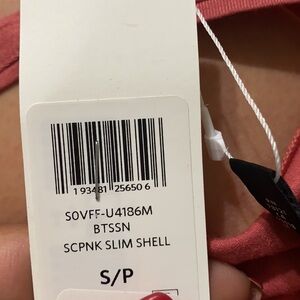 1 93481 25650 6
S0VFF-U4186M
BTSSN
SCPNK SLIM SHELL
S/P